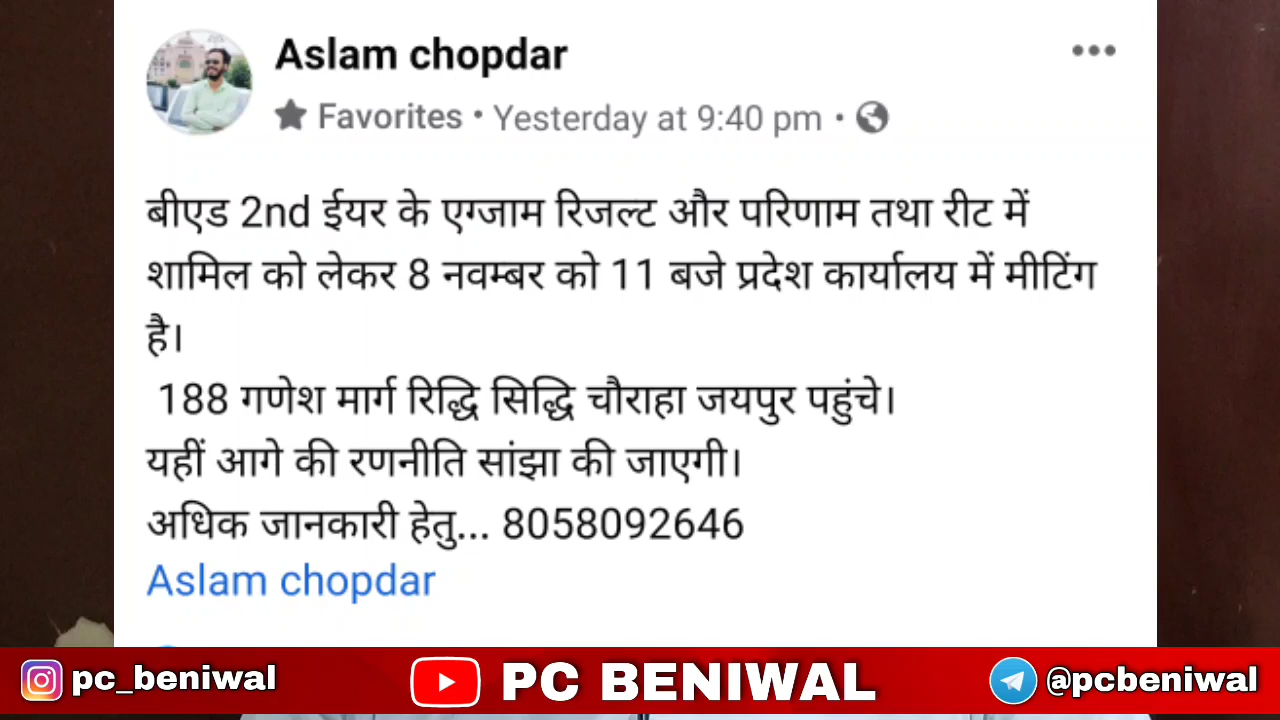 Aslam chopdar
Favorites • Yesterday at 9:40 pm •
बीएड 2nd ईयर के एग्जाम रिजल्ट और परिणाम तथा रीट में
शामिल को लेकर 8 नवम्बर को 11 बजे प्रदेश कार्यालय में मीटिंग
है।
188 गणेश मार्ग रिद्धि सिद्धि चौराहा जयपुर पहुंचे।
यहीं आगे की रणनीति सांझा की जाएगी।
अधिक जानकारी हेतु... 8058092646
Aslam chopdar
pc_beniwal PC BENIWAL @pcbeniwal